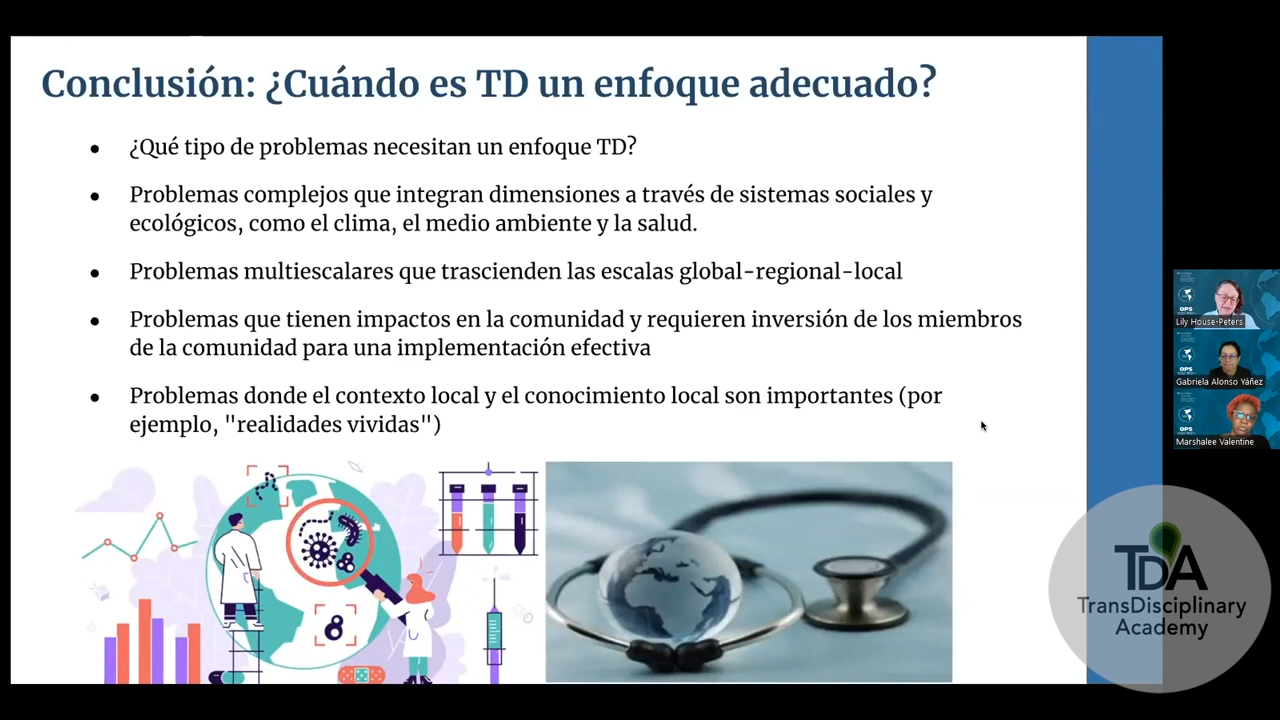 Conclusión: ¿Cuándo es TD un enfoque adecuado?
● ¿Qué tipo de problemas necesitan un enfoque TD?
● Problemas complejos que integran dimensiones a través de sistemas sociales y
ecológicos, como el clima, el medio ambiente y la salud.
● Problemas multiescalares que trascienden las escalas global-regional-local
● Problemas que tienen impactos en la comunidad y requieren inversión de los miembros
de la comunidad para una implementación efectiva
● Problemas donde el contexto local y el conocimiento local son importantes (por
ejemplo, "realidades vividas")
OPS
Lily House-Peters
OPS
Gabriela Alonso Yáñez
OPS
Marshalee Valentine
TDA
TransDisciplinary
Academy